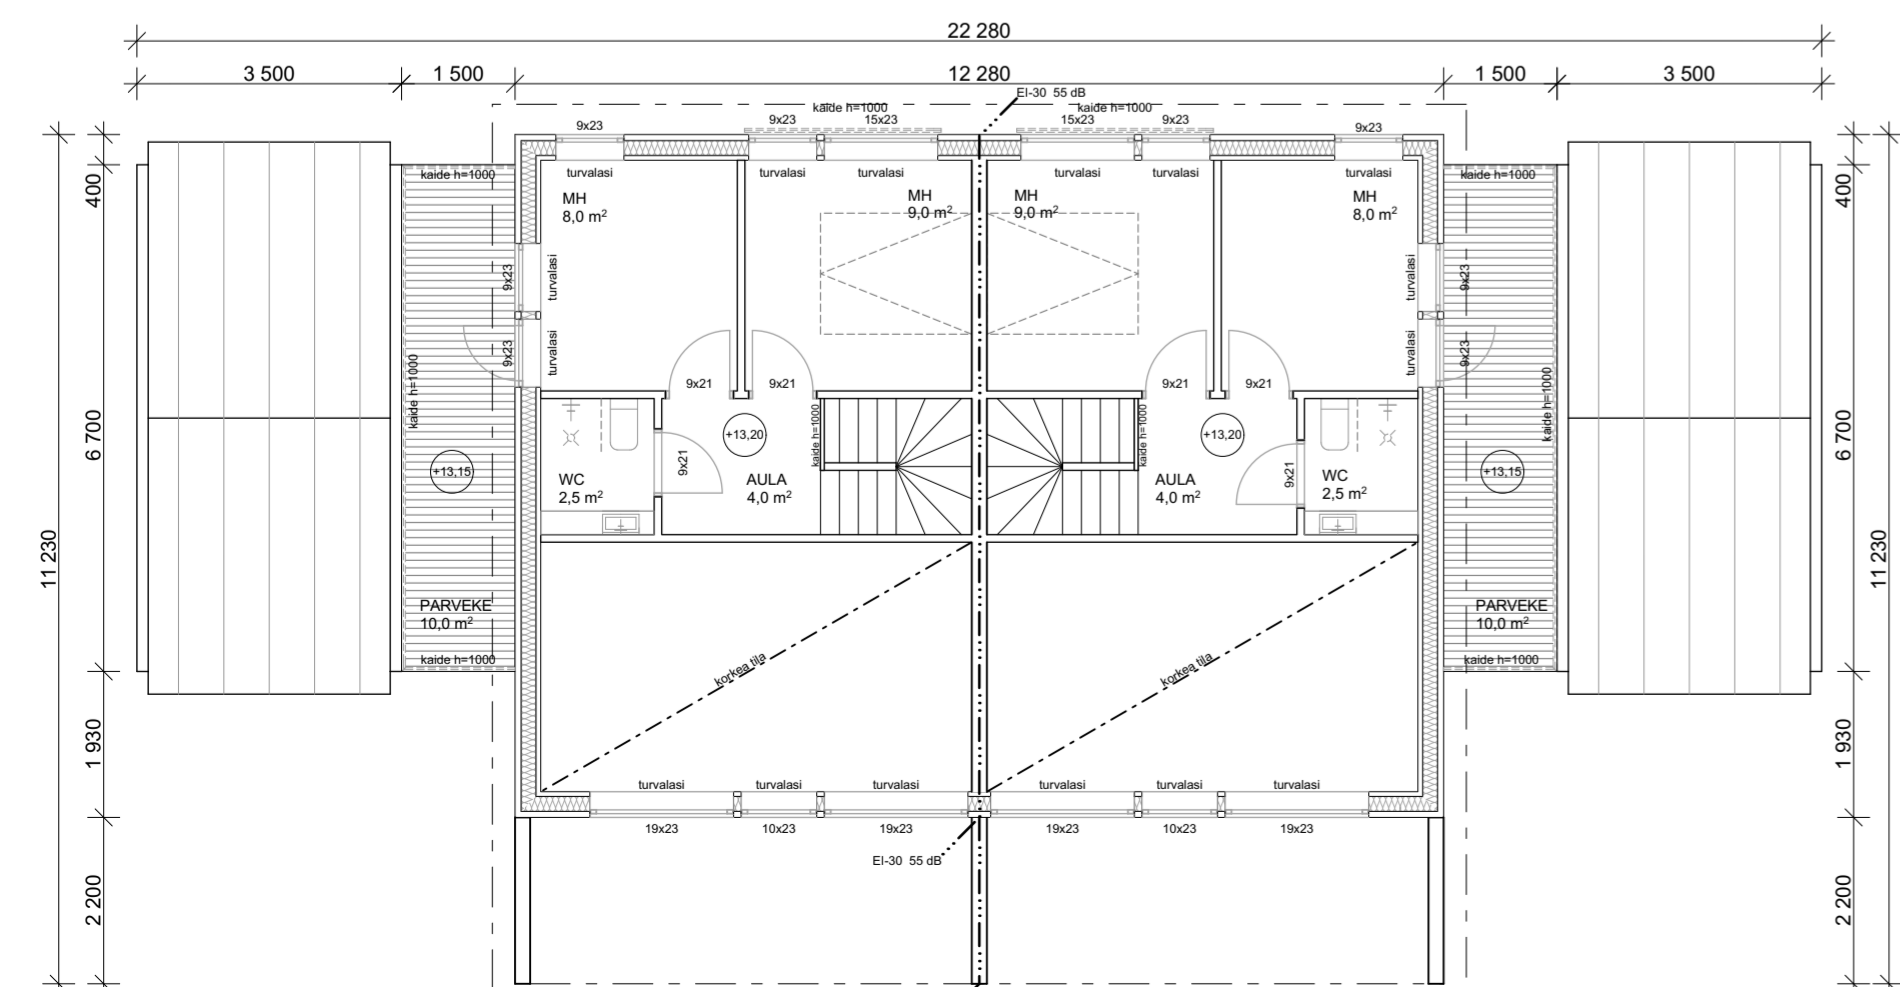 22 280
3 500
1 500
12 280
1 500
3 500
EI-30 55 dB
kaide h=1000
kaide h=1000
9x23
9x23
15x23
15x23
9x23
9x23
400
kaide h=1000
turvalasi
turvalasi
turvalasi
turvalasi
turvalasi
turvalasi
kaide h=1000
400
MH
8,0 m²
MH
9,0 m²
MH
9,0 m²
MH
8,0 m²
9x23
turvalasi
turvalasi
9x23
9x23
turvalasi
turvalasi
9x23
kaide h=1000
9x21
9x21
9x21
9x21
kaide h=1000
6 700
+13,15
+13,20
kaide h=1000
kaide h=1000
+13,20
+13,15
6 700
WC
2,5 m²
9x21
AULA
4,0 m²
AULA
4,0 m²
9x21
WC
2,5 m²
11 230
11 230
PARVEKE
10,0 m²
PARVEKE
10,0 m²
kaide h=1000
korkea tila
korkea tila
kaide h=1000
1 930
1 930
turvalasi
turvalasi
turvalasi
turvalasi
turvalasi
turvalasi
19x23
10x23
19x23
19x23
10x23
19x23
EI-30 55 dB
2 200
2 200